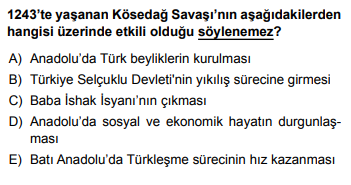 1243'te yaşanan Kösedağ Savaşı'nın aşağıdakilerden
hangisi üzerinde etkili olduğu söylenemez?
A) Anadolu'da Türk beyliklerin kurulması
B) Türkiye Selçuklu Devleti'nin yıkılış sürecine girmesi
C) Baba İshak İsyanı'nın çıkması
D) Anadolu'da sosyal ve ekonomik hayatın durgunlaş-
ması
E) Batı Anadolu'da Türkleşme sürecinin hız kazanması